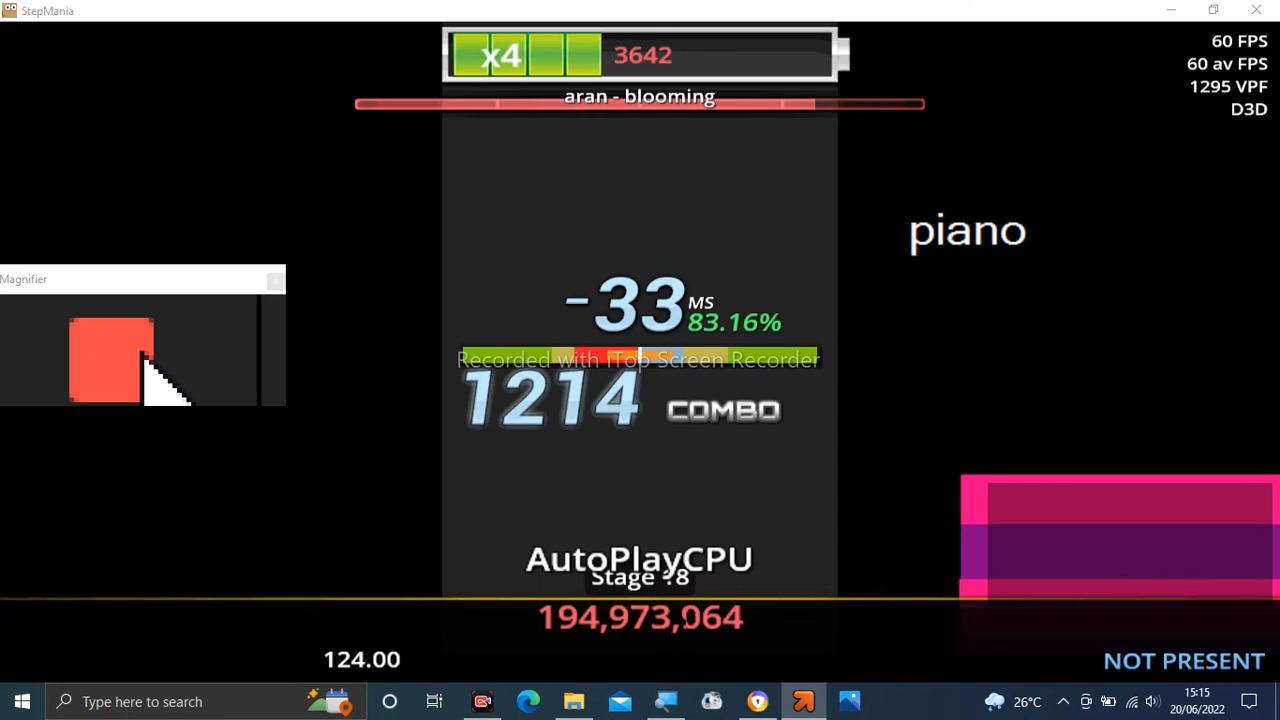 StepMania
60 FPS
60 av FPS
1295 VPF
D3D
x4
3642
aran - blooming
piano
Magnifier
-33 MS
83.16%
Recorded with iTop Screen Recorder
1214 COMBO
AutoPlayCPU
Stage
194,973,064
124.00
NOT PRESENT
Type here to search
26°C
15:15
20/06/2022